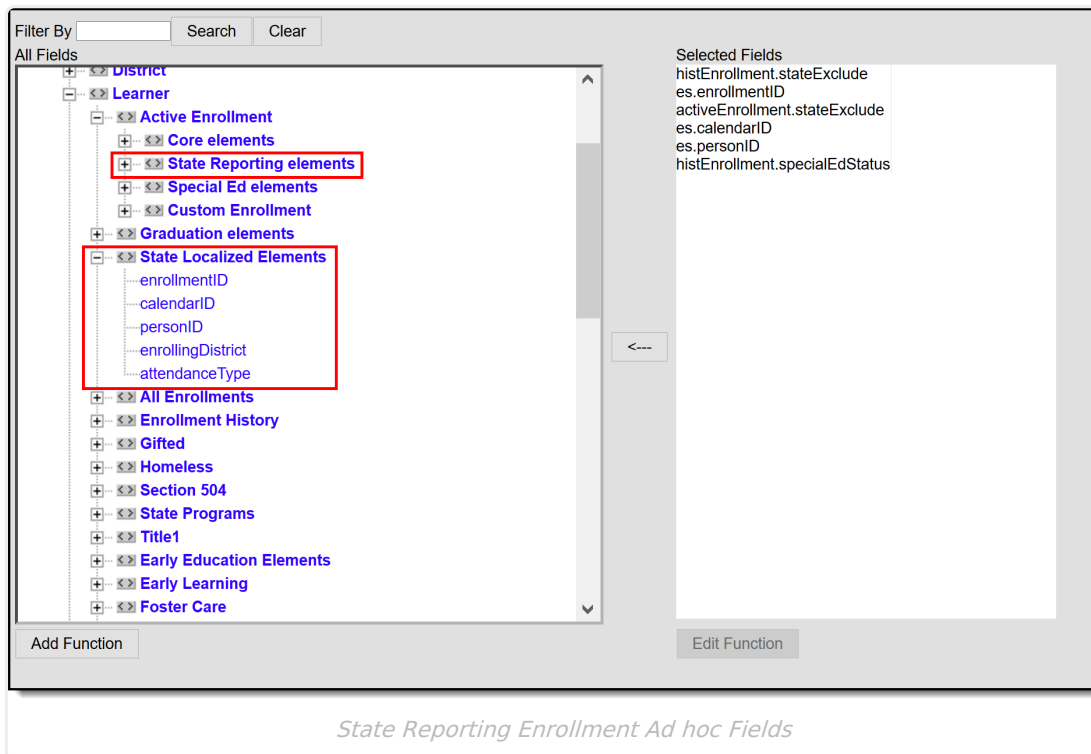 Filter By Search Clear
All Fields
District
Learner
Active Enrollment
Core elements
State Reporting elements
Special Ed elements
Custom Enrollment
Graduation elements
State Localized Elements
enrollmentID
calendarID
personID
enrollingDistrict
attendanceType
All Enrollments
Enrollment History
Gifted
Homeless
Section 504
State Programs
Title1
Early Education Elements
Early Learning
Foster Care
Add Function
<---
Selected Fields
histEnrollment.stateExclude
es.enrollmentID
activeEnrollment.stateExclude
es.calendarID
es.personID
histEnrollment.specialEdStatus
Edit Function
State Reporting Enrollment Ad hoc Fields